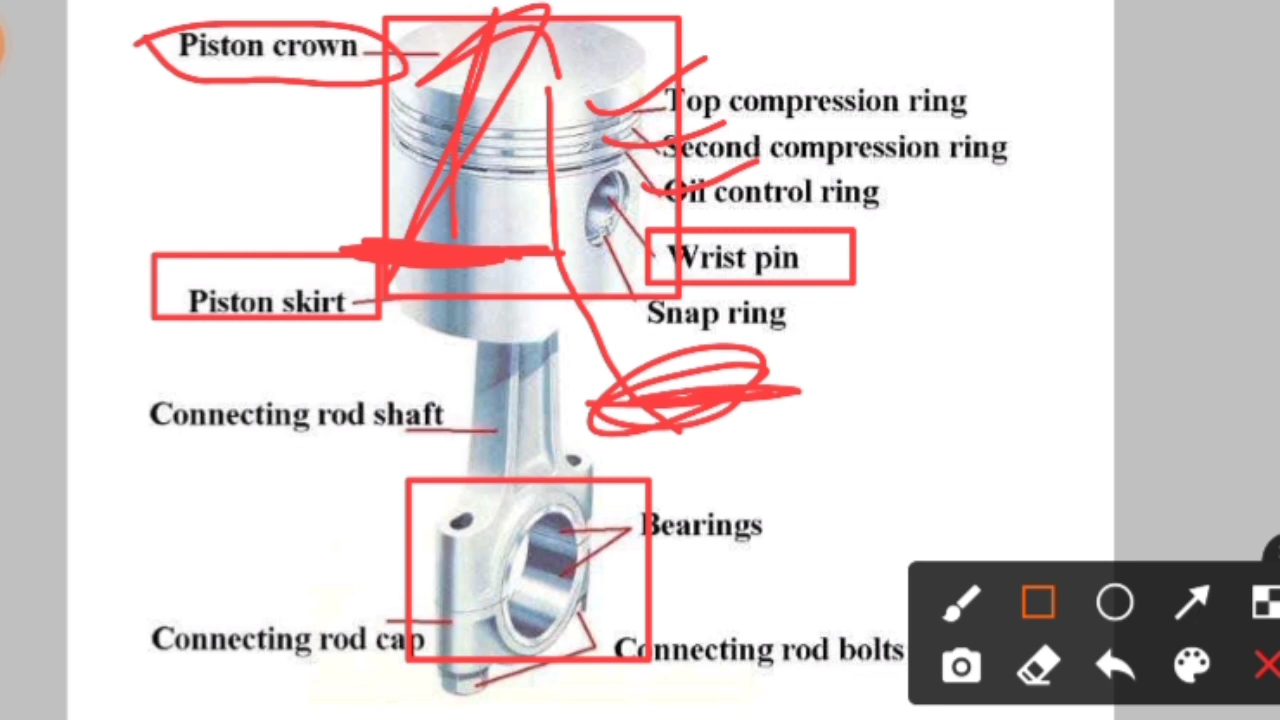 Piston crown
Top compression ring
Second compression ring
Oil control ring
Wrist pin
Piston skirt
Snap ring
Connecting rod shaft
Bearings
Connecting rod cap
Connecting rod bolts